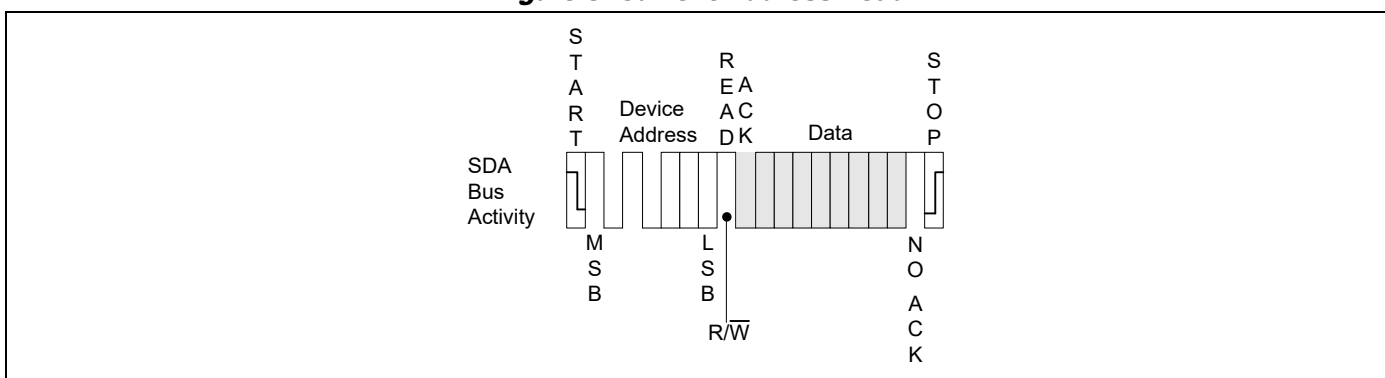 START
Device
Address
READ
ACK
Data
STOP
SDA
Bus
Activity
MSB
LSB
R/W̅
NO ACK